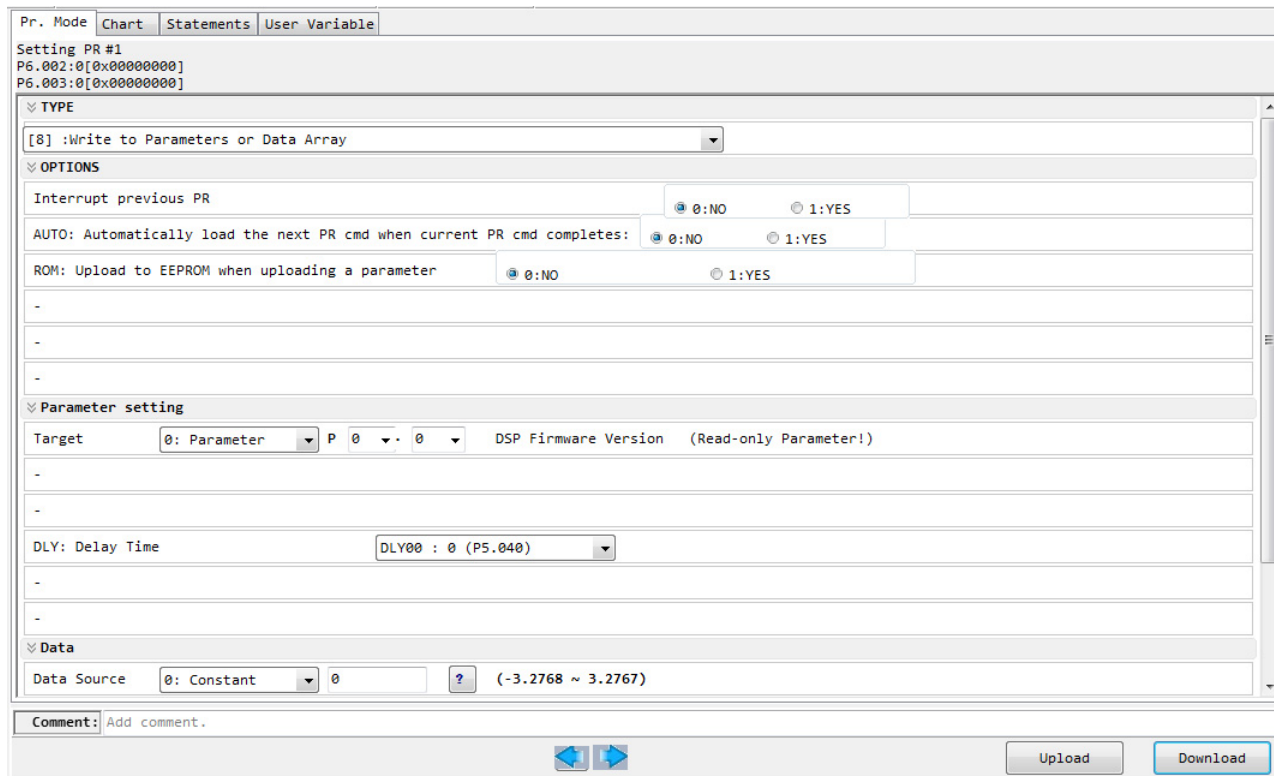 Pr. Mode Chart Statements User Variable
Setting PR #1
P6.002:0[0x00000000]
P6.003:0[0x00000000]
TYPE
[8] :Write to Parameters or Data Array
OPTIONS
Interrupt previous PR 0:NO 1:YES
AUTO: Automatically load the next PR cmd when current PR cmd completes: 0:NO 1:YES
ROM: Upload to EEPROM when uploading a parameter 0:NO 1:YES
-
-
-
Parameter setting
Target 0: Parameter P 0 . 0 DSP Firmware Version (Read-only Parameter!)
-
-
DLY: Delay Time DLY00 : 0 (P5.040)
-
-
Data
Data Source 0: Constant 0 ? (-3.2768 ~ 3.2767)
Comment: Add comment.
Upload Download